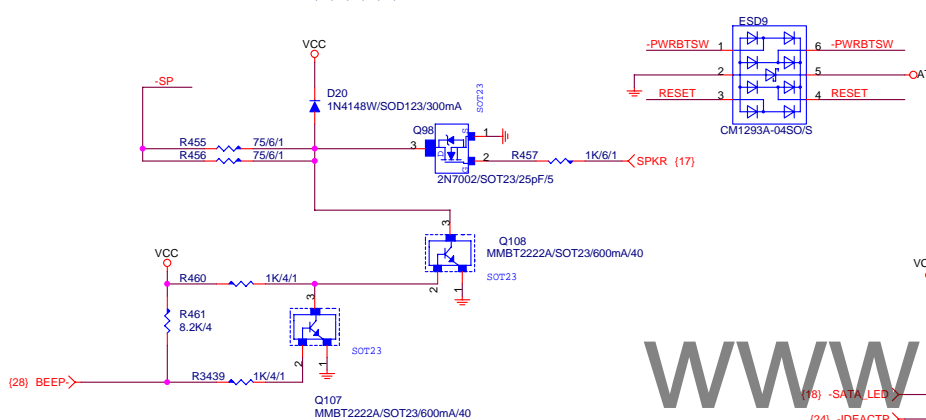 ESD9
VCC
-PWRBTSW 1 6 -PWRBTSW
-SP
2 5
D20
1N4148W/SOD123/300mA
SOT23
RESET 3 4 RESET
Q98
S
1
CM1293A-04SO/S
R455 75/6/1
3
D
R456 75/6/1
2 R457 1K/6/1 SPKR {17}
G
2N7002/SOT23/25pF/5
3
Q108
MMBT2222A/SOT23/600mA/40
VCC
SOT23
R460 1K/4/1
2 1
3
R461
8.2K/4
SOT23
2 1
{28} BEEP- R3439 1K/4/1
Q107
MMBT2222A/SOT23/600mA/40
WWW
{18} -SATA_LED
{24} -IDEACTP